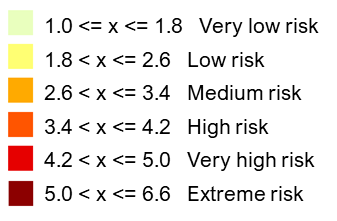 1.0 <= x <= 1.8 Very low risk
1.8 < x <= 2.6 Low risk
2.6 < x <= 3.4 Medium risk
3.4 < x <= 4.2 High risk
4.2 < x <= 5.0 Very high risk
5.0 < x <= 6.6 Extreme risk